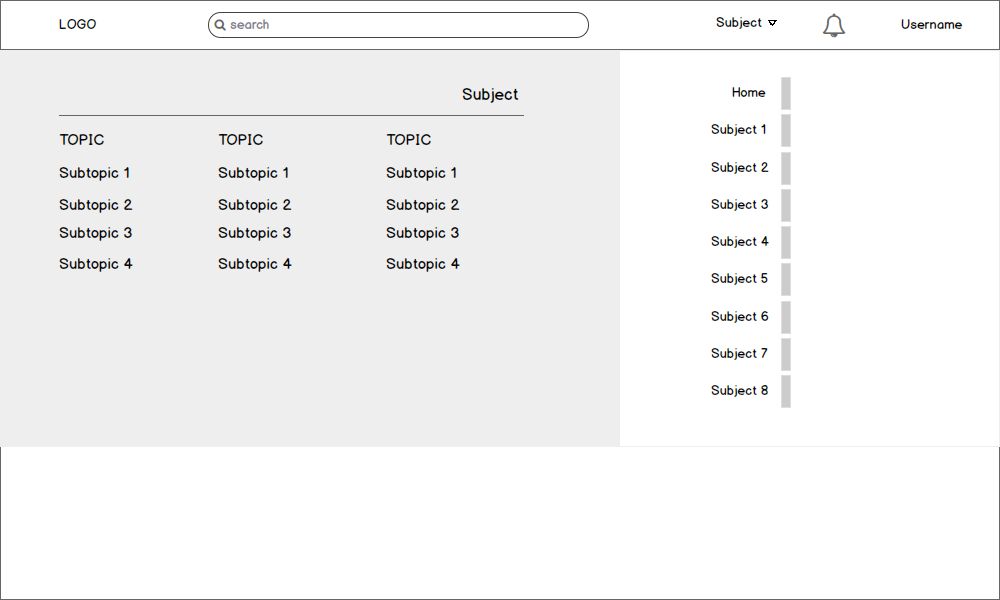 LOGO
search
Subject
Username
Subject
TOPIC TOPIC TOPIC
Subtopic 1 Subtopic 1 Subtopic 1
Subtopic 2 Subtopic 2 Subtopic 2
Subtopic 3 Subtopic 3 Subtopic 3
Subtopic 4 Subtopic 4 Subtopic 4
Home
Subject 1
Subject 2
Subject 3
Subject 4
Subject 5
Subject 6
Subject 7
Subject 8